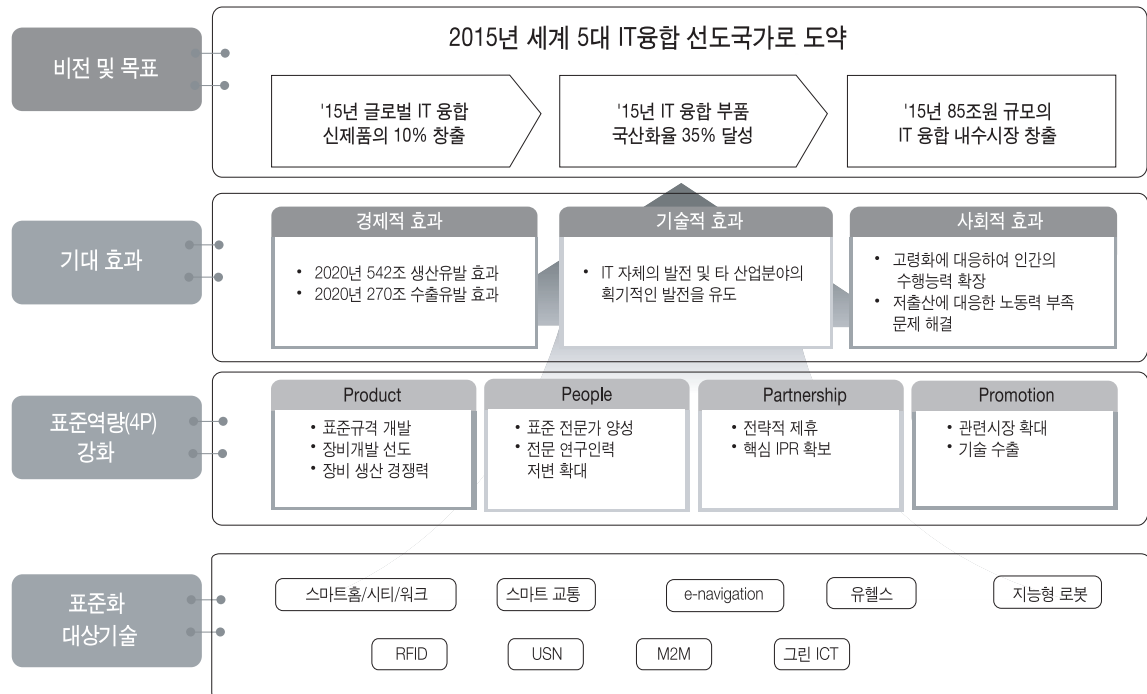 비전 및 목표
2015년 세계 5대 IT융합 선도국가로 도약
'15년 글로벌 IT 융합
신제품의 10% 창출
'15년 IT 융합 부품
국산화율 35% 달성
'15년 85조원 규모의
IT 융합 내수시장 창출
기대 효과
경제적 효과
• 2020년 542조 생산유발 효과
• 2020년 270조 수출유발 효과
기술적 효과
• IT 자체의 발전 및 타 산업분야의
획기적인 발전을 유도
사회적 효과
• 고령화에 대응하여 인간의
수행능력 확장
• 저출산에 대응한 노동력 부족
문제 해결
표준역량(4P)
강화
Product
• 표준규격 개발
• 장비개발 선도
• 장비 생산 경쟁력
People
• 표준 전문가 양성
• 전문 연구인력
저변 확대
Partnership
• 전략적 제휴
• 핵심 IPR 확보
Promotion
• 관련시장 확대
• 기술 수출
표준화
대상기술
스마트홈/시티/워크
스마트 교통
e-navigation
유헬스
지능형 로봇
RFID
USN
M2M
그린 ICT